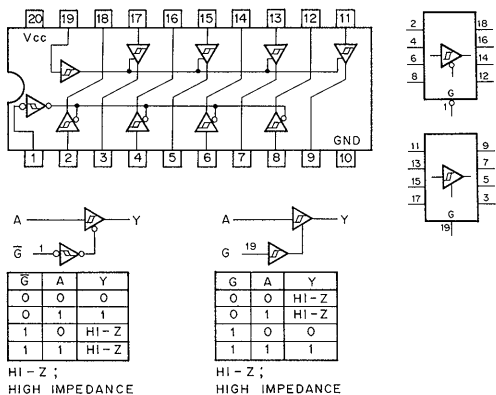 20 19 18 17 16 15 14 13 12 11
Vcc
GND
1 2 3 4 5 6 7 8 9 10
2 18
4 16
6 14
8 12
G
1
11 9
13 7
15 5
17 3
G
19
A Y
G̅ 1
G̅ A Y
0 0 0
0 1 1
1 0 HI-Z
1 1 HI-Z
HI-Z ;
HIGH IMPEDANCE
A Y
G 19
G A Y
0 0 HI-Z
0 1 HI-Z
1 0 0
1 1 1
HI-Z ;
HIGH IMPEDANCE